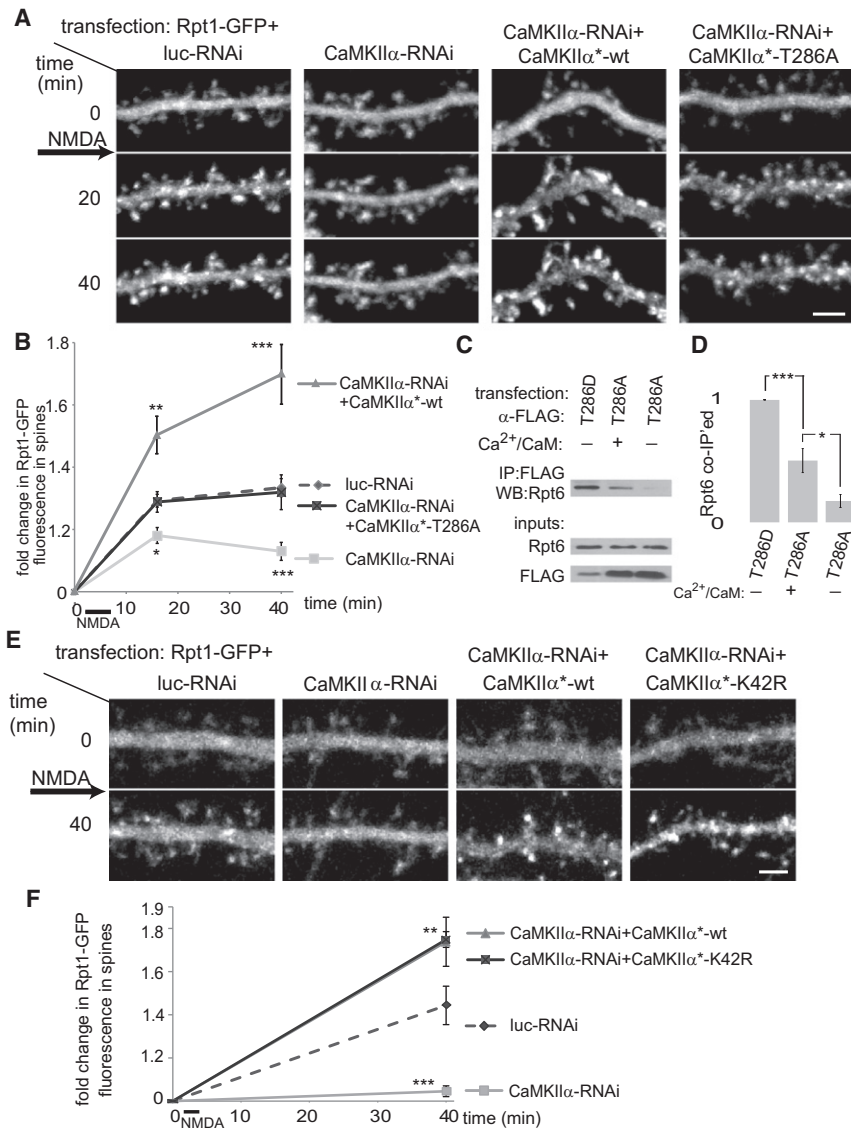 A
transfection: Rpt1-GFP+
luc-RNAi
CaMKIIα-RNAi
CaMKIIα-RNAi+
CaMKIIα*-wt
CaMKIIα-RNAi+
CaMKIIα*-T286A
time
(min)
0
NMDA
20
40
B
fold change in Rpt1-GFP
fluorescence in spines
1.8
1.6
1.4
1.2
1.0
***
**
*
***
CaMKIIα-RNAi
+CaMKIIα*-wt
luc-RNAi
CaMKIIα-RNAi
+CaMKIIα*-T286A
CaMKIIα-RNAi
0 10 20 30 40 time (min)
NMDA
C
transfection: T286D T286A T286A
α-FLAG:
Ca2+/CaM: – + –
IP:FLAG
WB:Rpt6
inputs:
Rpt6
FLAG
D
Rpt6 co-IP'ed
1
0
***
*
T286D T286A T286A
Ca2+/CaM: – + –
E
transfection: Rpt1-GFP+
luc-RNAi
CaMKII α-RNAi
CaMKIIα-RNAi+
CaMKIIα*-wt
CaMKIIα-RNAi+
CaMKIIα*-K42R
time
(min)
0
NMDA
40
F
fold change in Rpt1-GFP
fluorescence in spines
1.9
1.8
1.6
1.4
1.2
0
**
***
CaMKIIα-RNAi+CaMKIIα*-wt
CaMKIIα-RNAi+CaMKIIα*-K42R
luc-RNAi
CaMKIIα-RNAi
0 10 20 30 40 time (min)
NMDA